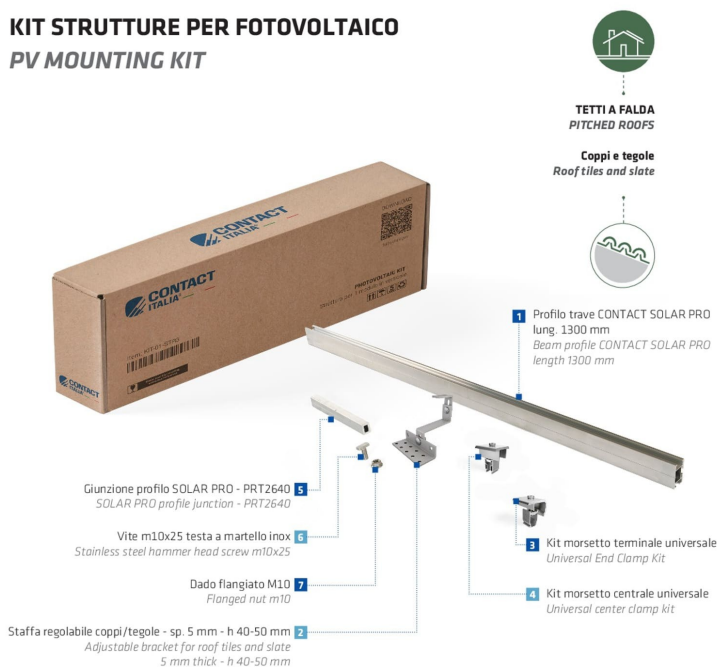 KIT STRUTTURE PER FOTOVOLTAICO
PV MOUNTING KIT
TETTI A FALDA
PITCHED ROOFS
Coppi e tegole
Roof tiles and slate
CONTACT
ITALIA
CONTACT
ITALIA
PHOTOVOLTAIC KIT
CONTACT
ITALIA
1 Profilo trave CONTACT SOLAR PRO
lung. 1300 mm
Beam profile CONTACT SOLAR PRO
length 1300 mm
Giunzione profilo SOLAR PRO - PRT2640 5
SOLAR PRO profile junction - PRT2640
Vite m10x25 testa a martello inox 6
Stainless steel hammer head screw m10x25
Dado flangiato M10 7
Flanged nut m10
Staffa regolabile coppi/tegole - sp. 5 mm - h 40-50 mm 2
Adjustable bracket for roof tiles and slate
5 mm thick - h 40-50 mm
3 Kit morsetto terminale universale
Universal End Clamp Kit
4 Kit morsetto centrale universale
Universal center clamp kit